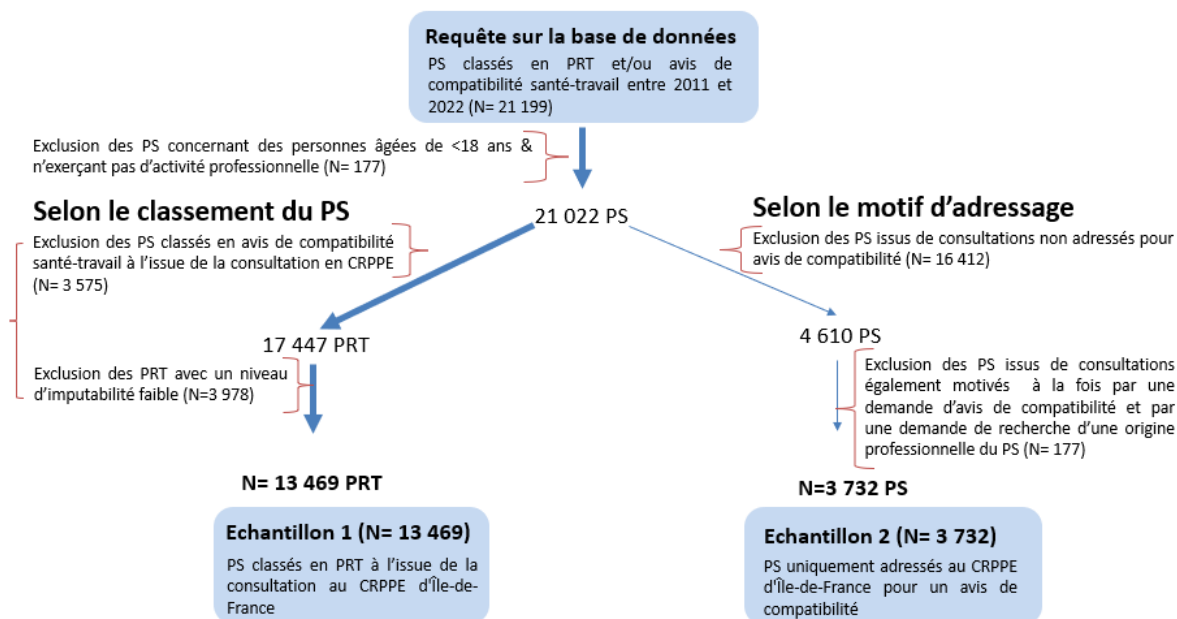 Requête sur la base de données
PS classés en PRT et/ou avis de
compatibilité santé-travail entre 2011 et
2022 (N= 21 199)
Exclusion des PS concernant des personnes âgées de <18 ans &
n’exerçant pas d’activité professionnelle (N= 177)
21 022 PS
Selon le classement du PS
Exclusion des PS classés en avis de compatibilité
santé-travail à l’issue de la consultation en CRPPE
(N= 3 575)
17 447 PRT
Exclusion des PRT avec un niveau
d’imputabilité faible (N=3 978)
N= 13 469 PRT
Echantillon 1 (N= 13 469)
PS classés en PRT à l’issue de la
consultation au CRPPE d'Île-de-
France
Selon le motif d’adressage
Exclusion des PS issus de consultations non adressés pour
avis de compatibilité (N= 16 412)
4 610 PS
Exclusion des PS issus de consultations
également motivés à la fois par une
demande d’avis de compatibilité et par
une demande de recherche d’une origine
professionnelle du PS (N= 177)
N=3 732 PS
Echantillon 2 (N= 3 732)
PS uniquement adressés au CRPPE
d'Île-de-France pour un avis de
compatibilité